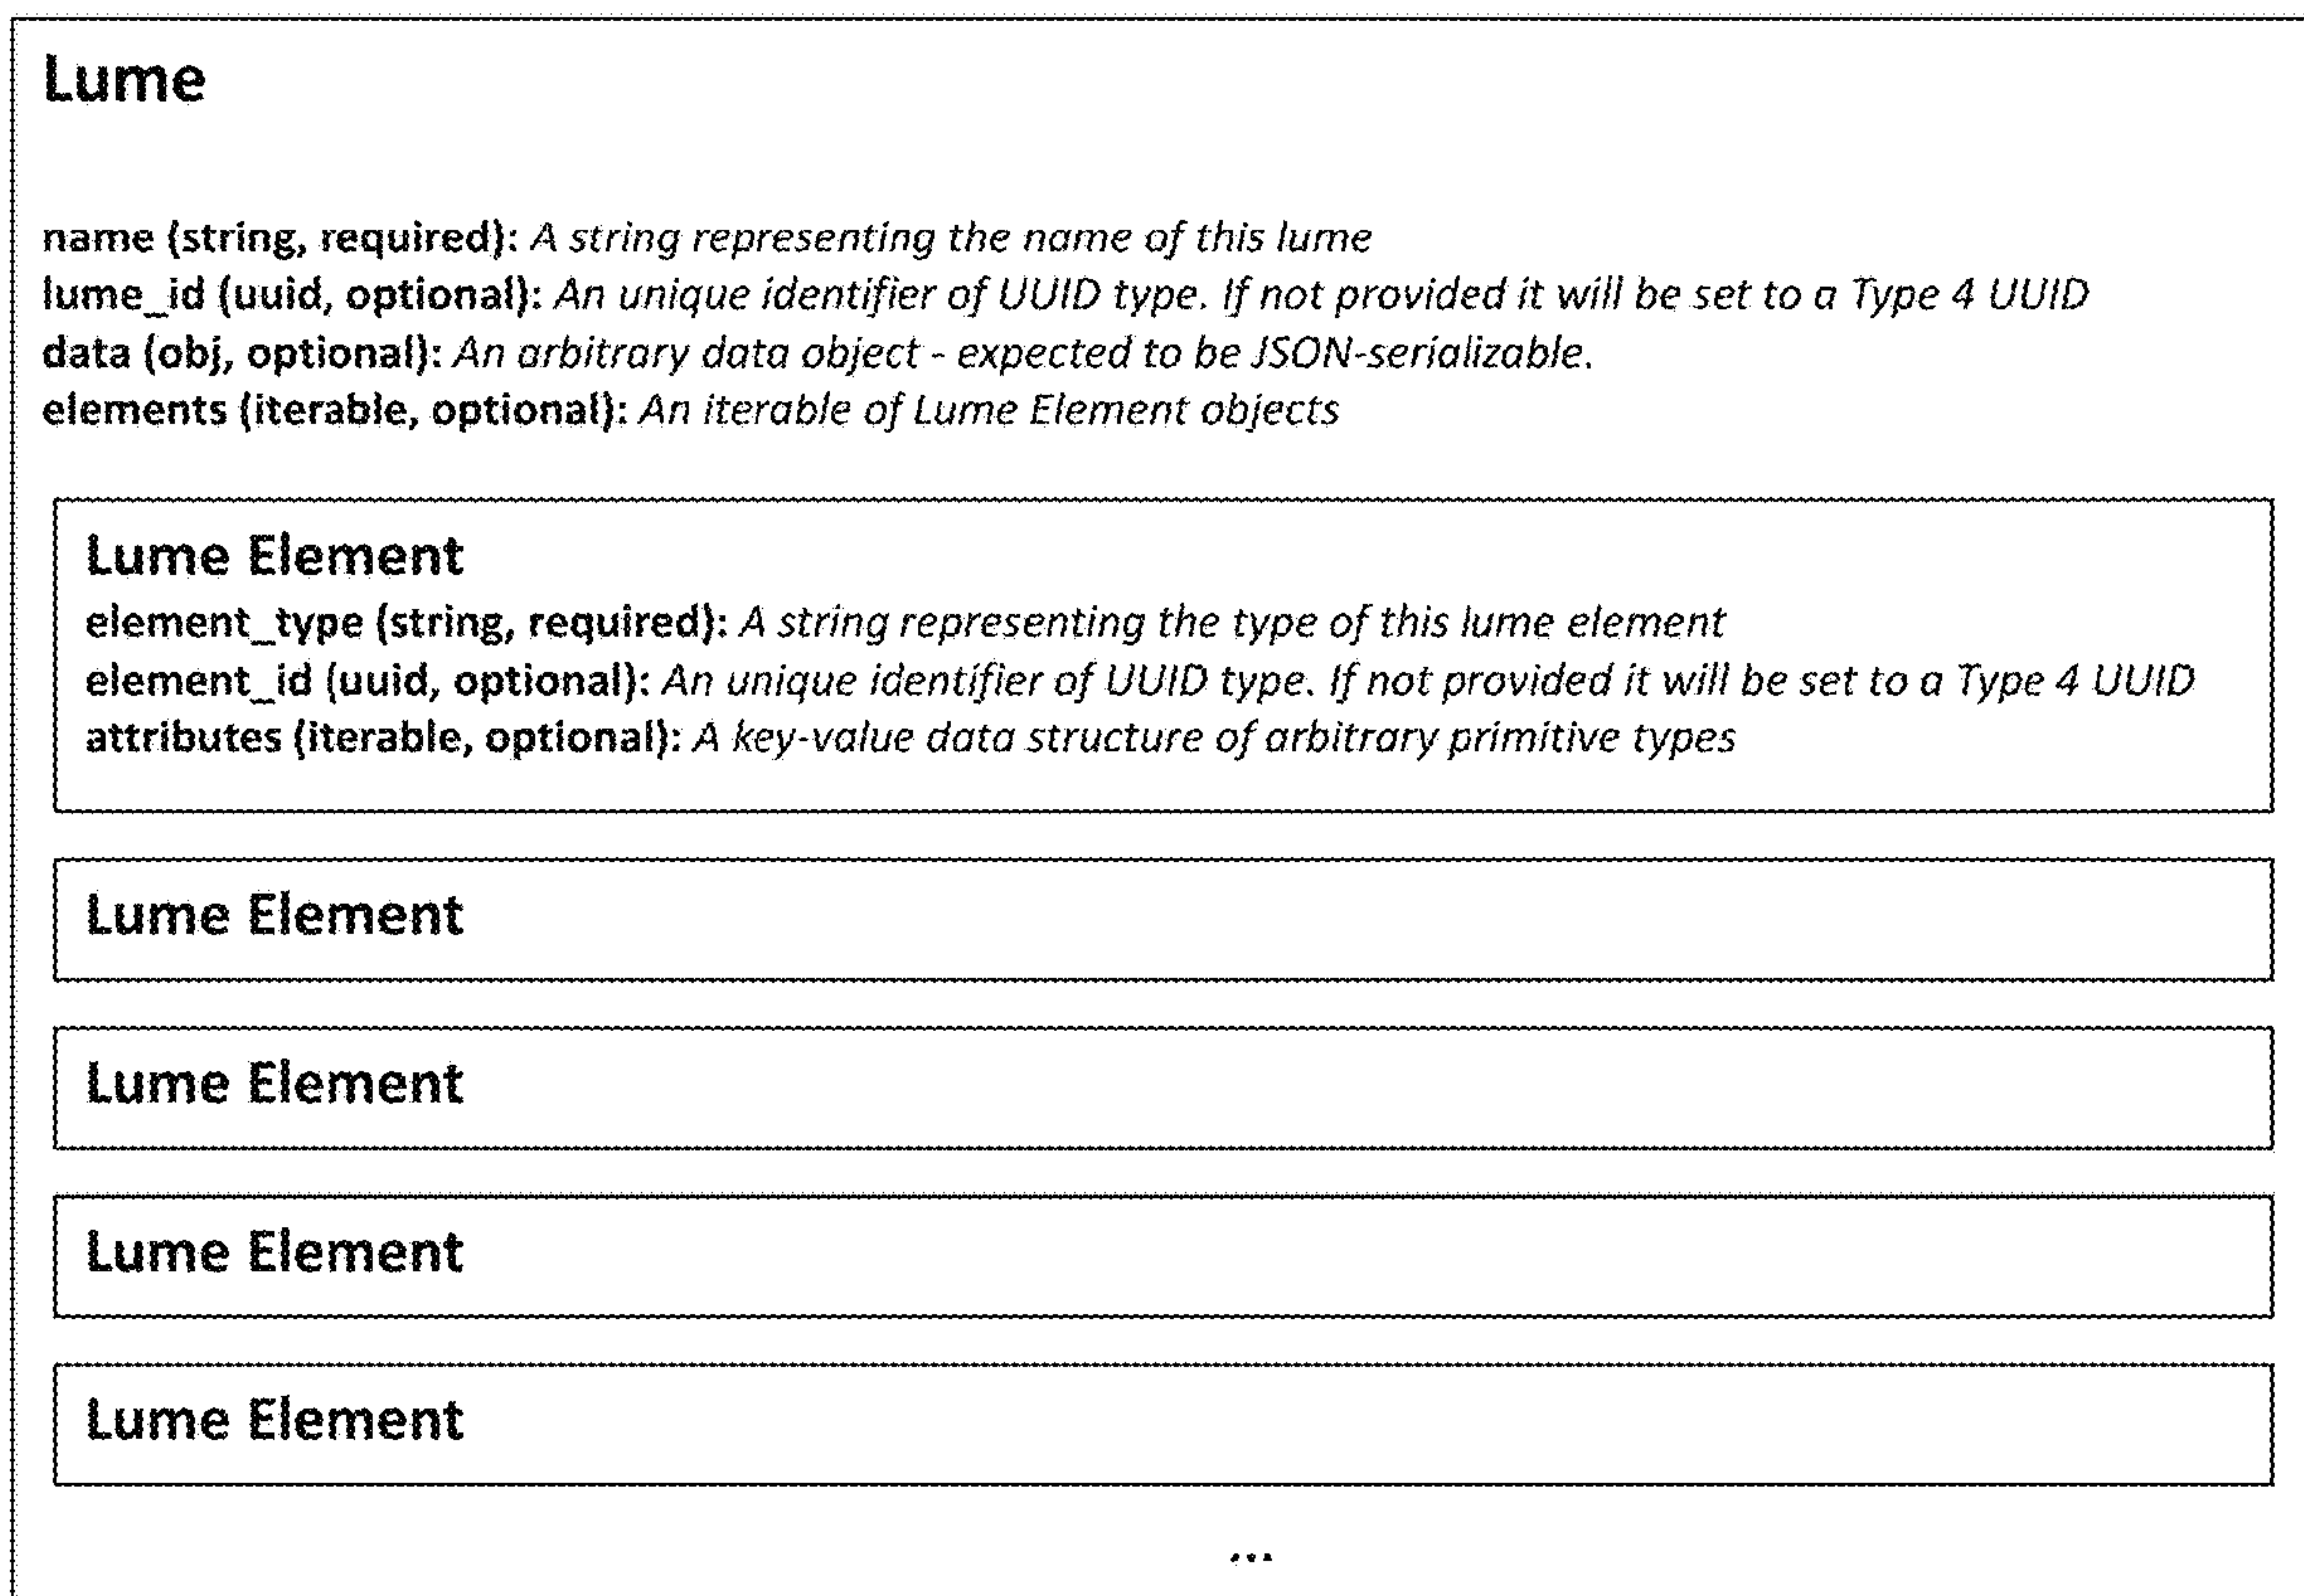 Lume
name (string, required): A string representing the name of this lume
lume_id (uuid, optional): An unique identifier of UUID type. If not provided it will be set to a Type 4 UUID
data (obj, optional): An arbitrary data object - expected to be JSON-serializable.
elements (iterable, optional): An iterable of Lume Element objects
Lume Element
element_type (string, required): A string representing the type of this lume element
element_id (uuid, optional): An unique identifier of UUID type. If not provided it will be set to a Type 4 UUID
attributes (iterable, optional): A key-value data structure of arbitrary primitive types
Lume Element
Lume Element
Lume Element
Lume Element
...